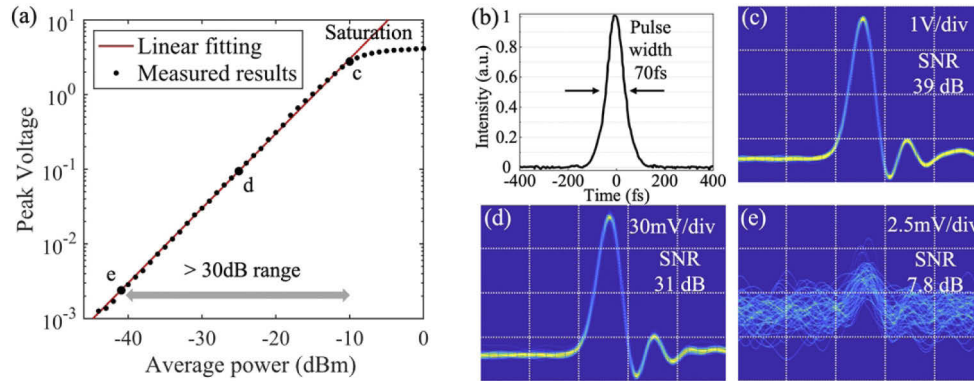 (a)
Linear fitting
Measured results
Saturation
c
d
e
> 30dB range
Peak Voltage
10^1
10^0
10^-1
10^-2
10^-3
-40
-30
-20
-10
0
Average power (dBm)
(b)
Pulse
width
70fs
Intensity (a.u.)
1
0.8
0.6
0.4
0.2
0
-400
-200
0
200
400
Time (fs)
(c)
1V/div
SNR
39 dB
(d)
30mV/div
SNR
31 dB
(e)
2.5mV/div
SNR
7.8 dB